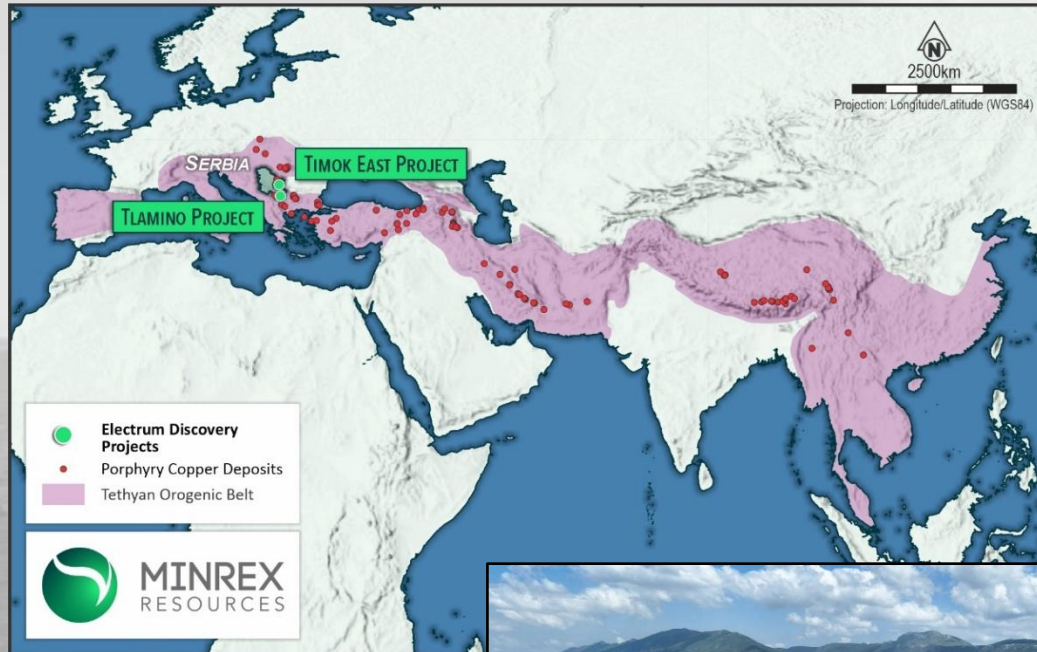 N
2500km
Projection: Longitude/Latitude (WGS84)
SERBIA
TIMOK EAST PROJECT
TLAMINO PROJECT
Electrum Discovery
Projects
Porphyry Copper Deposits
Tethyan Orogenic Belt
MINREX
RESOURCES